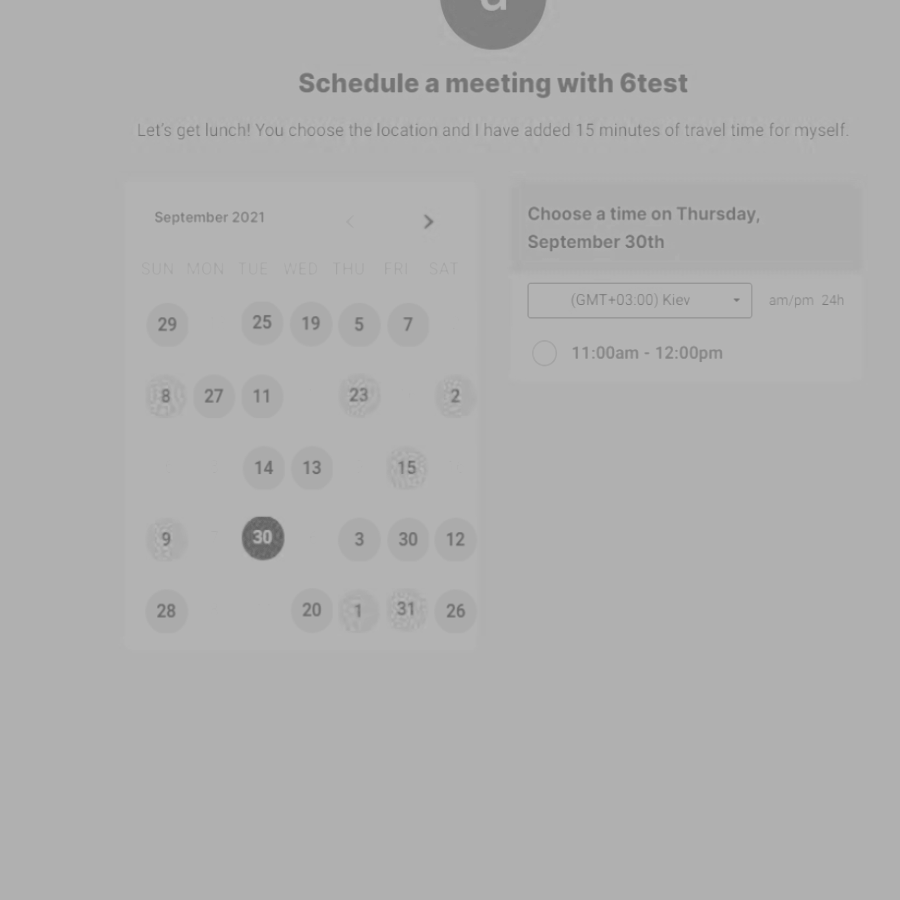 a
Schedule a meeting with 6test
Let's get lunch! You choose the location and I have added 15 minutes of travel time for myself.
September 2021 < >
SUN MON TUE WED THU FRI SAT
29 25 19 5 7
8 27 11 23 2
14 13 15
9 30 3 30 12
28 20 1 31 26
Choose a time on Thursday,
September 30th
(GMT+03:00) Kiev am/pm 24h
11:00am - 12:00pm